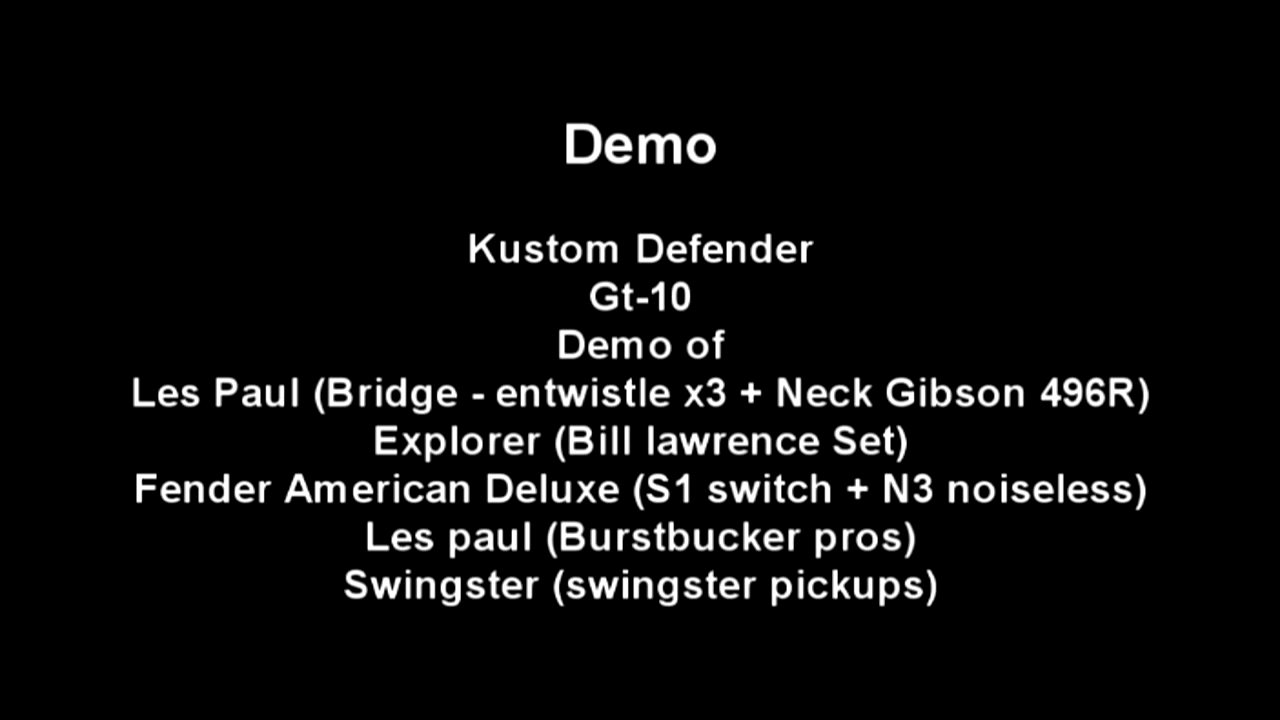 Demo
Kustom Defender
Gt-10
Demo of
Les Paul (Bridge - entwistle x3 + Neck Gibson 496R)
Explorer (Bill lawrence Set)
Fender American Deluxe (S1 switch + N3 noiseless)
Les paul (Burstbucker pros)
Swingster (swingster pickups)